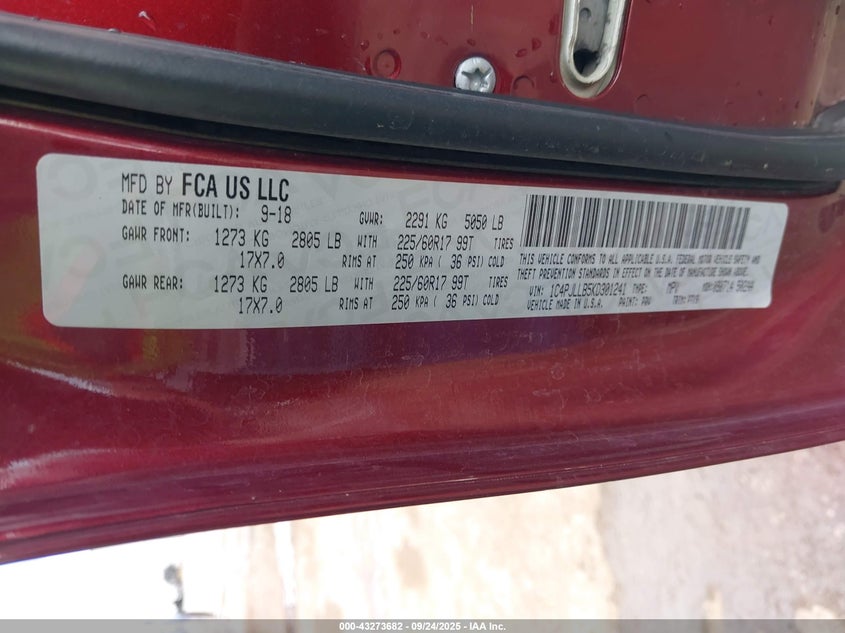 MFD BY FCA US LLC
DATE OF MFR(BUILT): 9-18 GVWR: 2291 KG 5050 LB
GAWR FRONT: 1273 KG 2805 LB WITH 225/60R17 99T TIRES
17X7.0 RIMS AT 250 KPA ( 36 PSI) COLD
GAWR REAR: 1273 KG 2805 LB WITH 225/60R17 99T TIRES
17X7.0 RIMS AT 250 KPA ( 36 PSI) COLD
THIS VEHICLE CONFORMS TO ALL APPLICABLE U.S.A. FEDERAL MOTOR VEHICLE SAFETY AND
THEFT PREVENTION STANDARDS IN EFFECT ON THE DATE OF MANUFACTURE SHOWN ABOVE.
VIN: 1C4PJLLB5KD301241 TYPE: MPV MDH:
MADE IN U.S.A. PAINT: PRV TRIM:
000-43273682 - 09/24/2025 - IAA Inc.